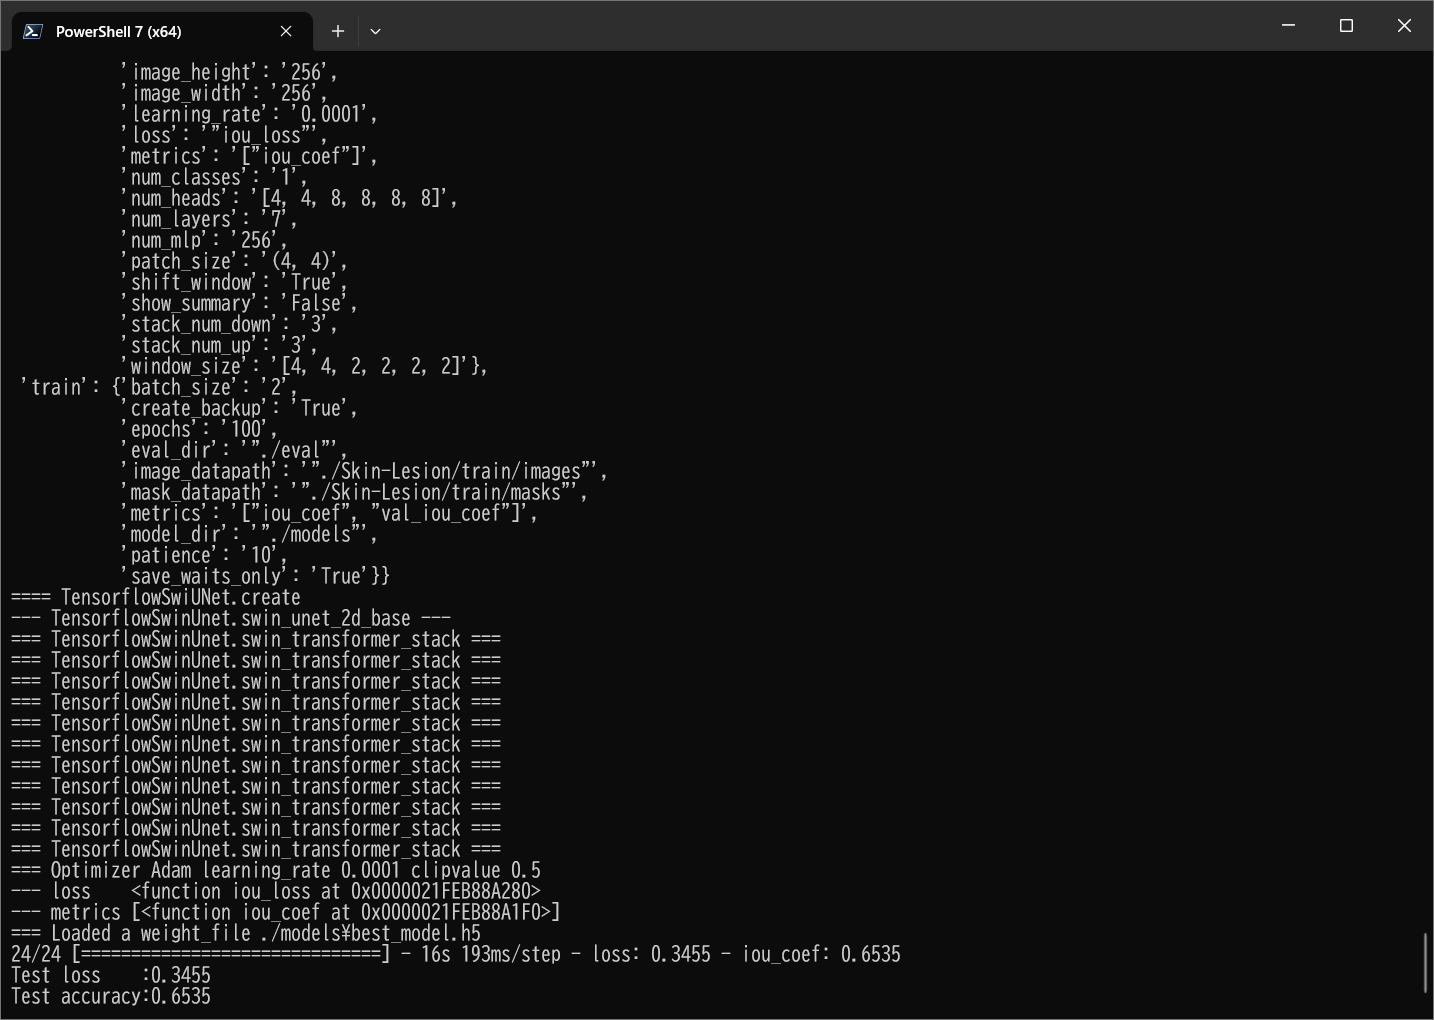 PowerShell 7 (x64)
'image_height': '256',
'image_width': '256',
'learning_rate': '0.0001',
'loss': '"iou_loss"',
'metrics': '["iou_coef"]',
'num_classes': '1',
'num_heads': '[4, 4, 8, 8, 8, 8]',
'num_layers': '7',
'num_mlp': '256',
'patch_size': '(4, 4)',
'shift_window': 'True',
'show_summary': 'False',
'stack_num_down': '3',
'stack_num_up': '3',
'window_size': '[4, 4, 2, 2, 2, 2]'},
'train': {'batch_size': '2',
'create_backup': 'True',
'epochs': '100',
'eval_dir': '"./eval"',
'image_datapath': '"./Skin-Lesion/train/images"',
'mask_datapath': '"./Skin-Lesion/train/masks"',
'metrics': '["iou_coef", "val_iou_coef"]',
'model_dir': '"./models"',
'patience': '10',
'save_waits_only': 'True'}}
==== TensorflowSwiUNet.create
--- TensorflowSwinUnet.swin_unet_2d_base ---
=== TensorflowSwinUnet.swin_transformer_stack ===
=== TensorflowSwinUnet.swin_transformer_stack ===
=== TensorflowSwinUnet.swin_transformer_stack ===
=== TensorflowSwinUnet.swin_transformer_stack ===
=== TensorflowSwinUnet.swin_transformer_stack ===
=== TensorflowSwinUnet.swin_transformer_stack ===
=== TensorflowSwinUnet.swin_transformer_stack ===
=== TensorflowSwinUnet.swin_transformer_stack ===
=== TensorflowSwinUnet.swin_transformer_stack ===
=== TensorflowSwinUnet.swin_transformer_stack ===
=== TensorflowSwinUnet.swin_transformer_stack ===
=== Optimizer Adam learning_rate 0.0001 clipvalue 0.5
--- loss    <function iou_loss at 0x0000021FEB88A280>
--- metrics [<function iou_coef at 0x0000021FEB88A1F0>]
=== Loaded a weight_file ./models¥best_model.h5
24/24 [==============================] - 16s 193ms/step - loss: 0.3455 - iou_coef: 0.6535
Test loss    :0.3455
Test accuracy:0.6535